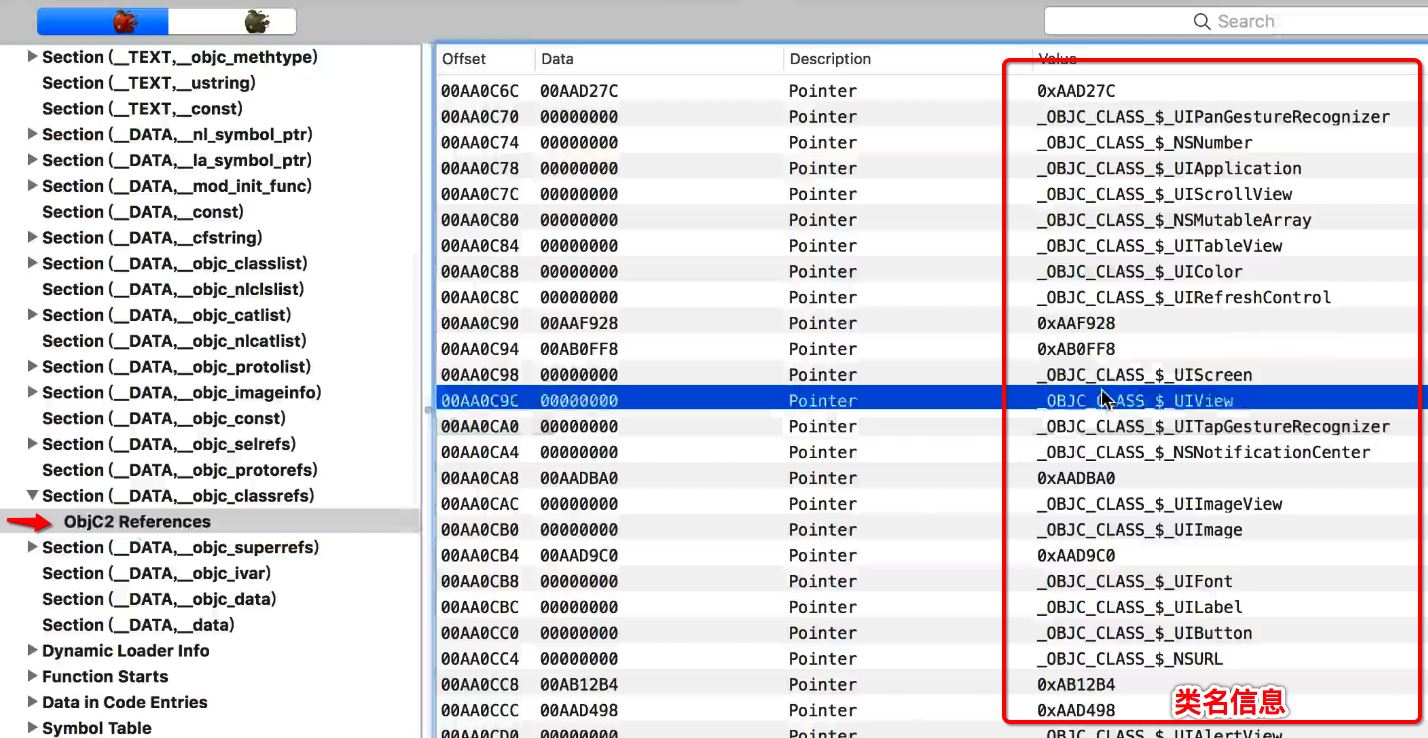 Search
Section (__TEXT,__objc_methtype)
Section (__TEXT,__ustring)
Section (__TEXT,__const)
Section (__DATA,__nl_symbol_ptr)
Section (__DATA,__la_symbol_ptr)
Section (__DATA,__mod_init_func)
Section (__DATA,__const)
Section (__DATA,__cfstring)
Section (__DATA,__objc_classlist)
Section (__DATA,__objc_nlclslist)
Section (__DATA,__objc_catlist)
Section (__DATA,__objc_nlcatlist)
Section (__DATA,__objc_protolist)
Section (__DATA,__objc_imageinfo)
Section (__DATA,__objc_const)
Section (__DATA,__objc_selrefs)
Section (__DATA,__objc_protorefs)
Section (__DATA,__objc_classrefs)
ObjC2 References
Section (__DATA,__objc_superrefs)
Section (__DATA,__objc_ivar)
Section (__DATA,__objc_data)
Section (__DATA,__data)
Dynamic Loader Info
Function Starts
Data in Code Entries
Symbol Table
Offset Data Description Value
00AA0C6C 00AAD27C Pointer 0xAAD27C
00AA0C70 00000000 Pointer _OBJC_CLASS_$_UIPanGestureRecognizer
00AA0C74 00000000 Pointer _OBJC_CLASS_$_NSNumber
00AA0C78 00000000 Pointer _OBJC_CLASS_$_UIApplication
00AA0C7C 00000000 Pointer _OBJC_CLASS_$_UIScrollView
00AA0C80 00000000 Pointer _OBJC_CLASS_$_NSMutableArray
00AA0C84 00000000 Pointer _OBJC_CLASS_$_UITableView
00AA0C88 00000000 Pointer _OBJC_CLASS_$_UIColor
00AA0C8C 00000000 Pointer _OBJC_CLASS_$_UIRefreshControl
00AA0C90 00AAF928 Pointer 0xAAF928
00AA0C94 00AB0FF8 Pointer 0xAB0FF8
00AA0C98 00000000 Pointer _OBJC_CLASS_$_UIScreen
00AA0C9C 00000000 Pointer _OBJC_CLASS_$_UIView
00AA0CA0 00000000 Pointer _OBJC_CLASS_$_UITapGestureRecognizer
00AA0CA4 00000000 Pointer _OBJC_CLASS_$_NSNotificationCenter
00AA0CA8 00AADBA0 Pointer 0xAADBA0
00AA0CAC 00000000 Pointer _OBJC_CLASS_$_UIImageView
00AA0CB0 00000000 Pointer _OBJC_CLASS_$_UIImage
00AA0CB4 00AAD9C0 Pointer 0xAAD9C0
00AA0CB8 00000000 Pointer _OBJC_CLASS_$_UIFont
00AA0CBC 00000000 Pointer _OBJC_CLASS_$_UILabel
00AA0CC0 00000000 Pointer _OBJC_CLASS_$_UIButton
00AA0CC4 00000000 Pointer _OBJC_CLASS_$_NSURL
00AA0CC8 00AB12B4 Pointer 0xAB12B4
00AA0CCC 00AAD498 Pointer 0xAAD498
00AA0CD0 00000000 Pointer _OBJC_CLASS_$_UIAlertView
类名信息